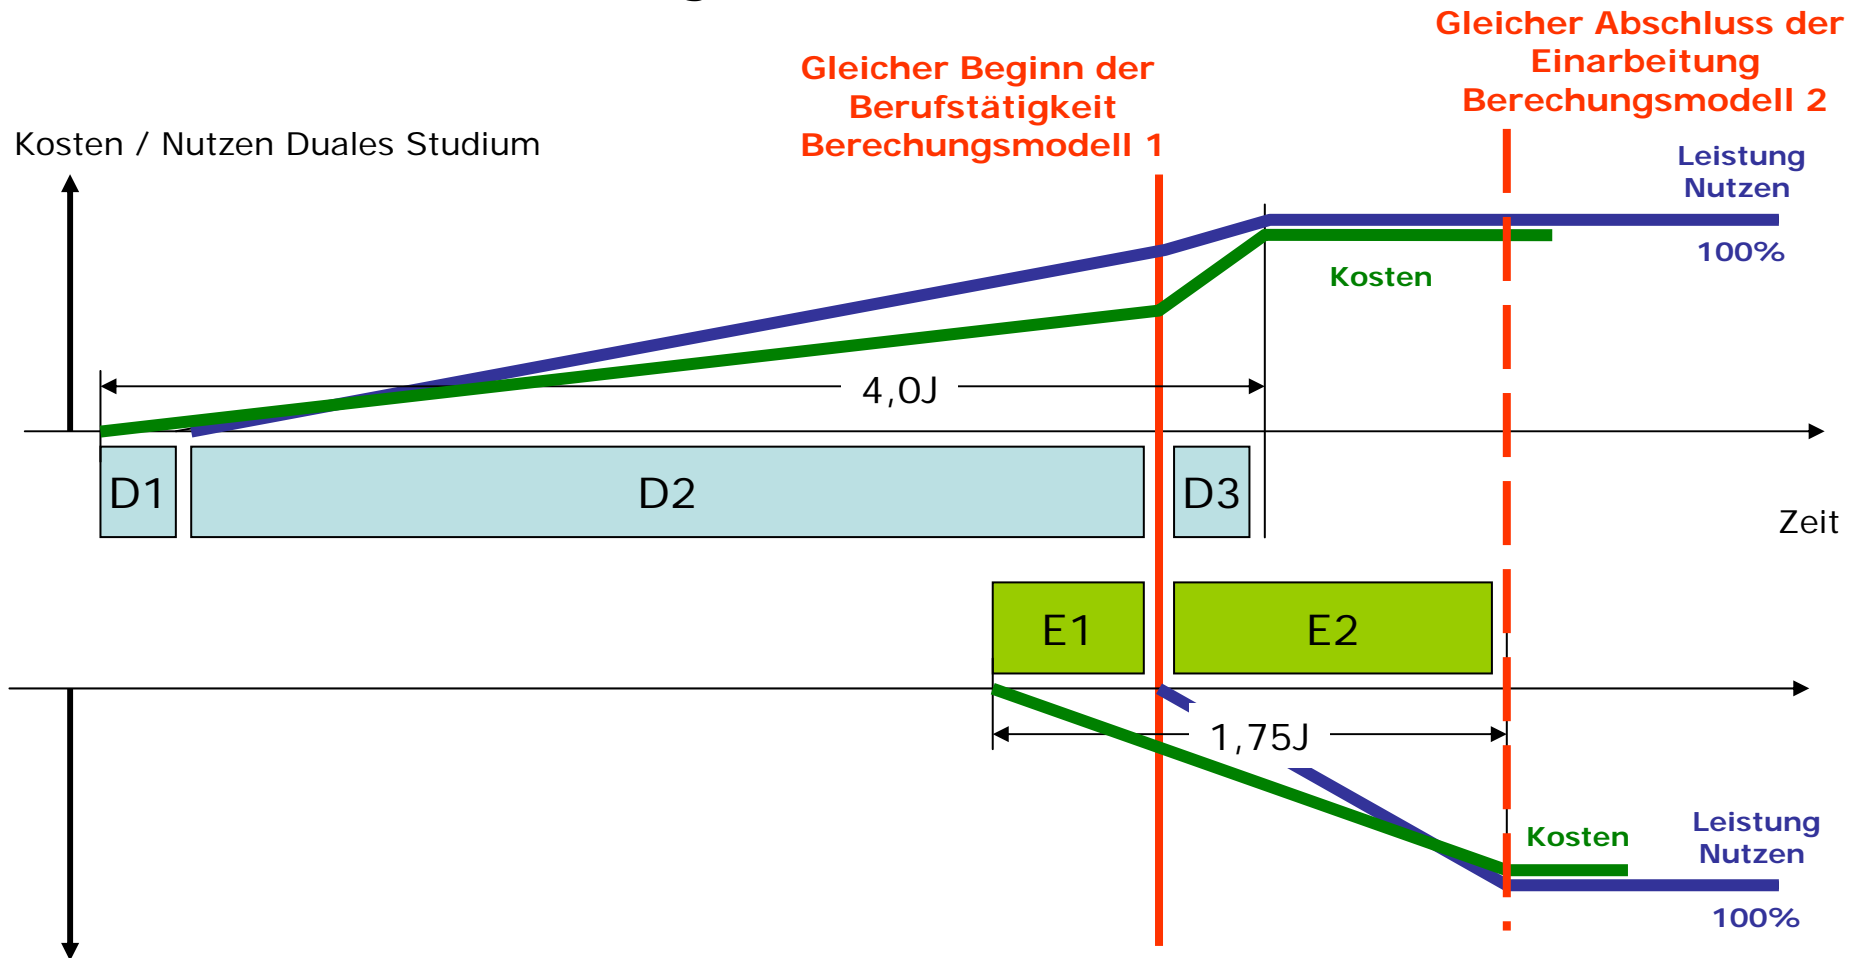 Gleicher Abschluss der
Einarbeitung
Berechungsmodell 2
Gleicher Beginn der
Berufstätigkeit
Berechungsmodell 1
Kosten / Nutzen Duales Studium
Leistung
Nutzen
100%
Kosten
4,0J
D1
D2
D3
Zeit
E1
E2
1,75J
Kosten
Leistung
Nutzen
100%